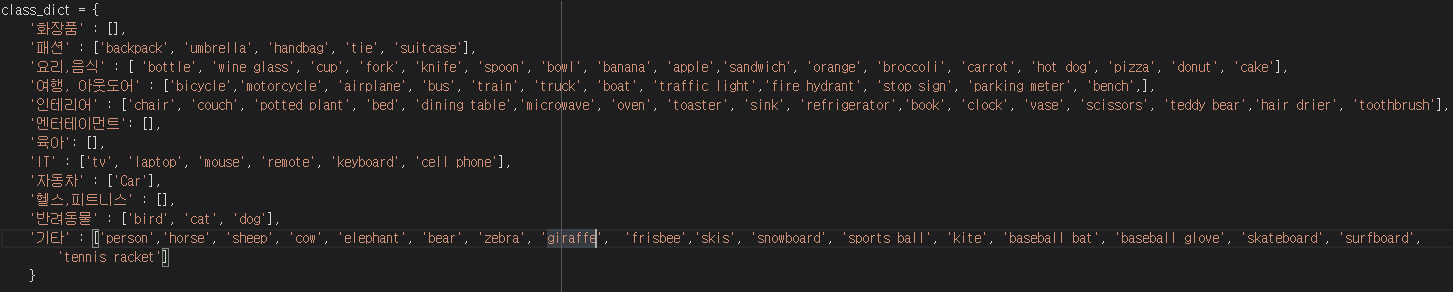 class_dict = {
'화장품' : [],
'패션' : ['backpack', 'umbrella', 'handbag', 'tie', 'suitcase'],
'요리,음식' : [ 'bottle', 'wine glass', 'cup', 'fork', 'knife', 'spoon', 'bowl', 'banana', 'apple','sandwich', 'orange', 'broccoli', 'carrot', 'hot dog', 'pizza', 'donut', 'cake'],
'여행, 아웃도어' : ['bicycle','motorcycle', 'airplane', 'bus', 'train', 'truck', 'boat', 'traffic light','fire hydrant', 'stop sign', 'parking meter', 'bench',],
'인테리어' : ['chair', 'couch', 'potted plant', 'bed', 'dining table','microwave', 'oven', 'toaster', 'sink', 'refrigerator','book', 'clock', 'vase', 'scissors', 'teddy bear','hair drier', 'toothbrush'],
'엔터테이먼트': [],
'육아': [],
'IT' : ['tv', 'laptop', 'mouse', 'remote', 'keyboard', 'cell phone'],
'자동차' : ['Car'],
'헬스,피트니스' : [],
'반려동물' : ['bird', 'cat', 'dog'],
'기타' : ['person','horse', 'sheep', 'cow', 'elephant', 'bear', 'zebra', 'giraffe', 'frisbee','skis', 'snowboard', 'sports ball', 'kite', 'baseball bat', 'baseball glove', 'skateboard', 'surfboard',
'tennis racket']
}